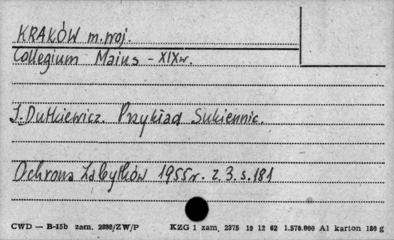 KRAKÓW m.woj.
Collegium Maius - XIXw.
J. Dutkiewicz. Przykład Sukiennic.
Ochrona Zabytków 1955r. z.3.s.181
CWD — B-15b zam. 2898/ZW/P KZG 1 zam. 2375 19 12 62 1.570.000 A1 karton 180 g